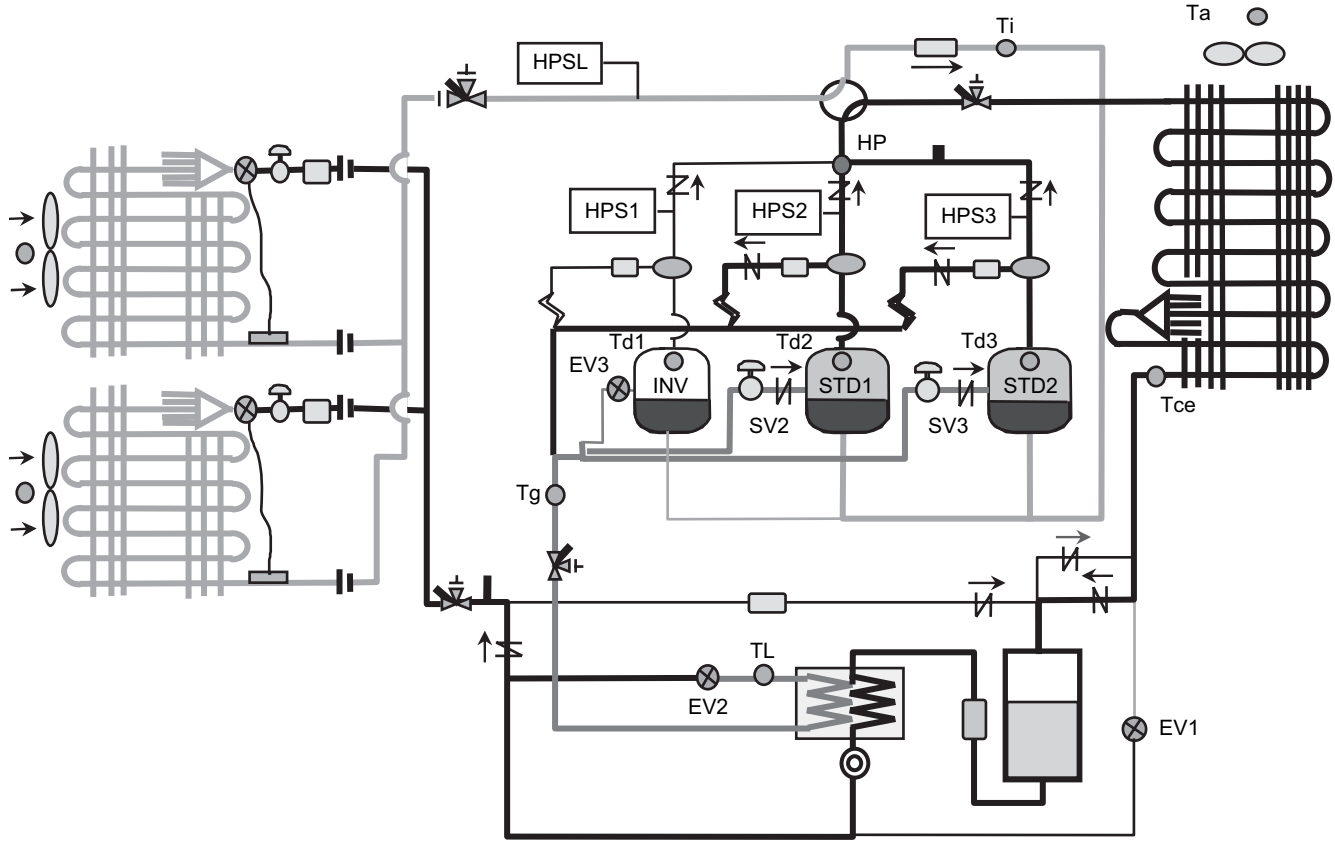 Ta
Ti
HPSL
HP
HPS1
HPS2
HPS3
Td1
Td2
Td3
EV3
INV
STD1
STD2
Tce
SV2
SV3
Tg
TL
EV2
EV1